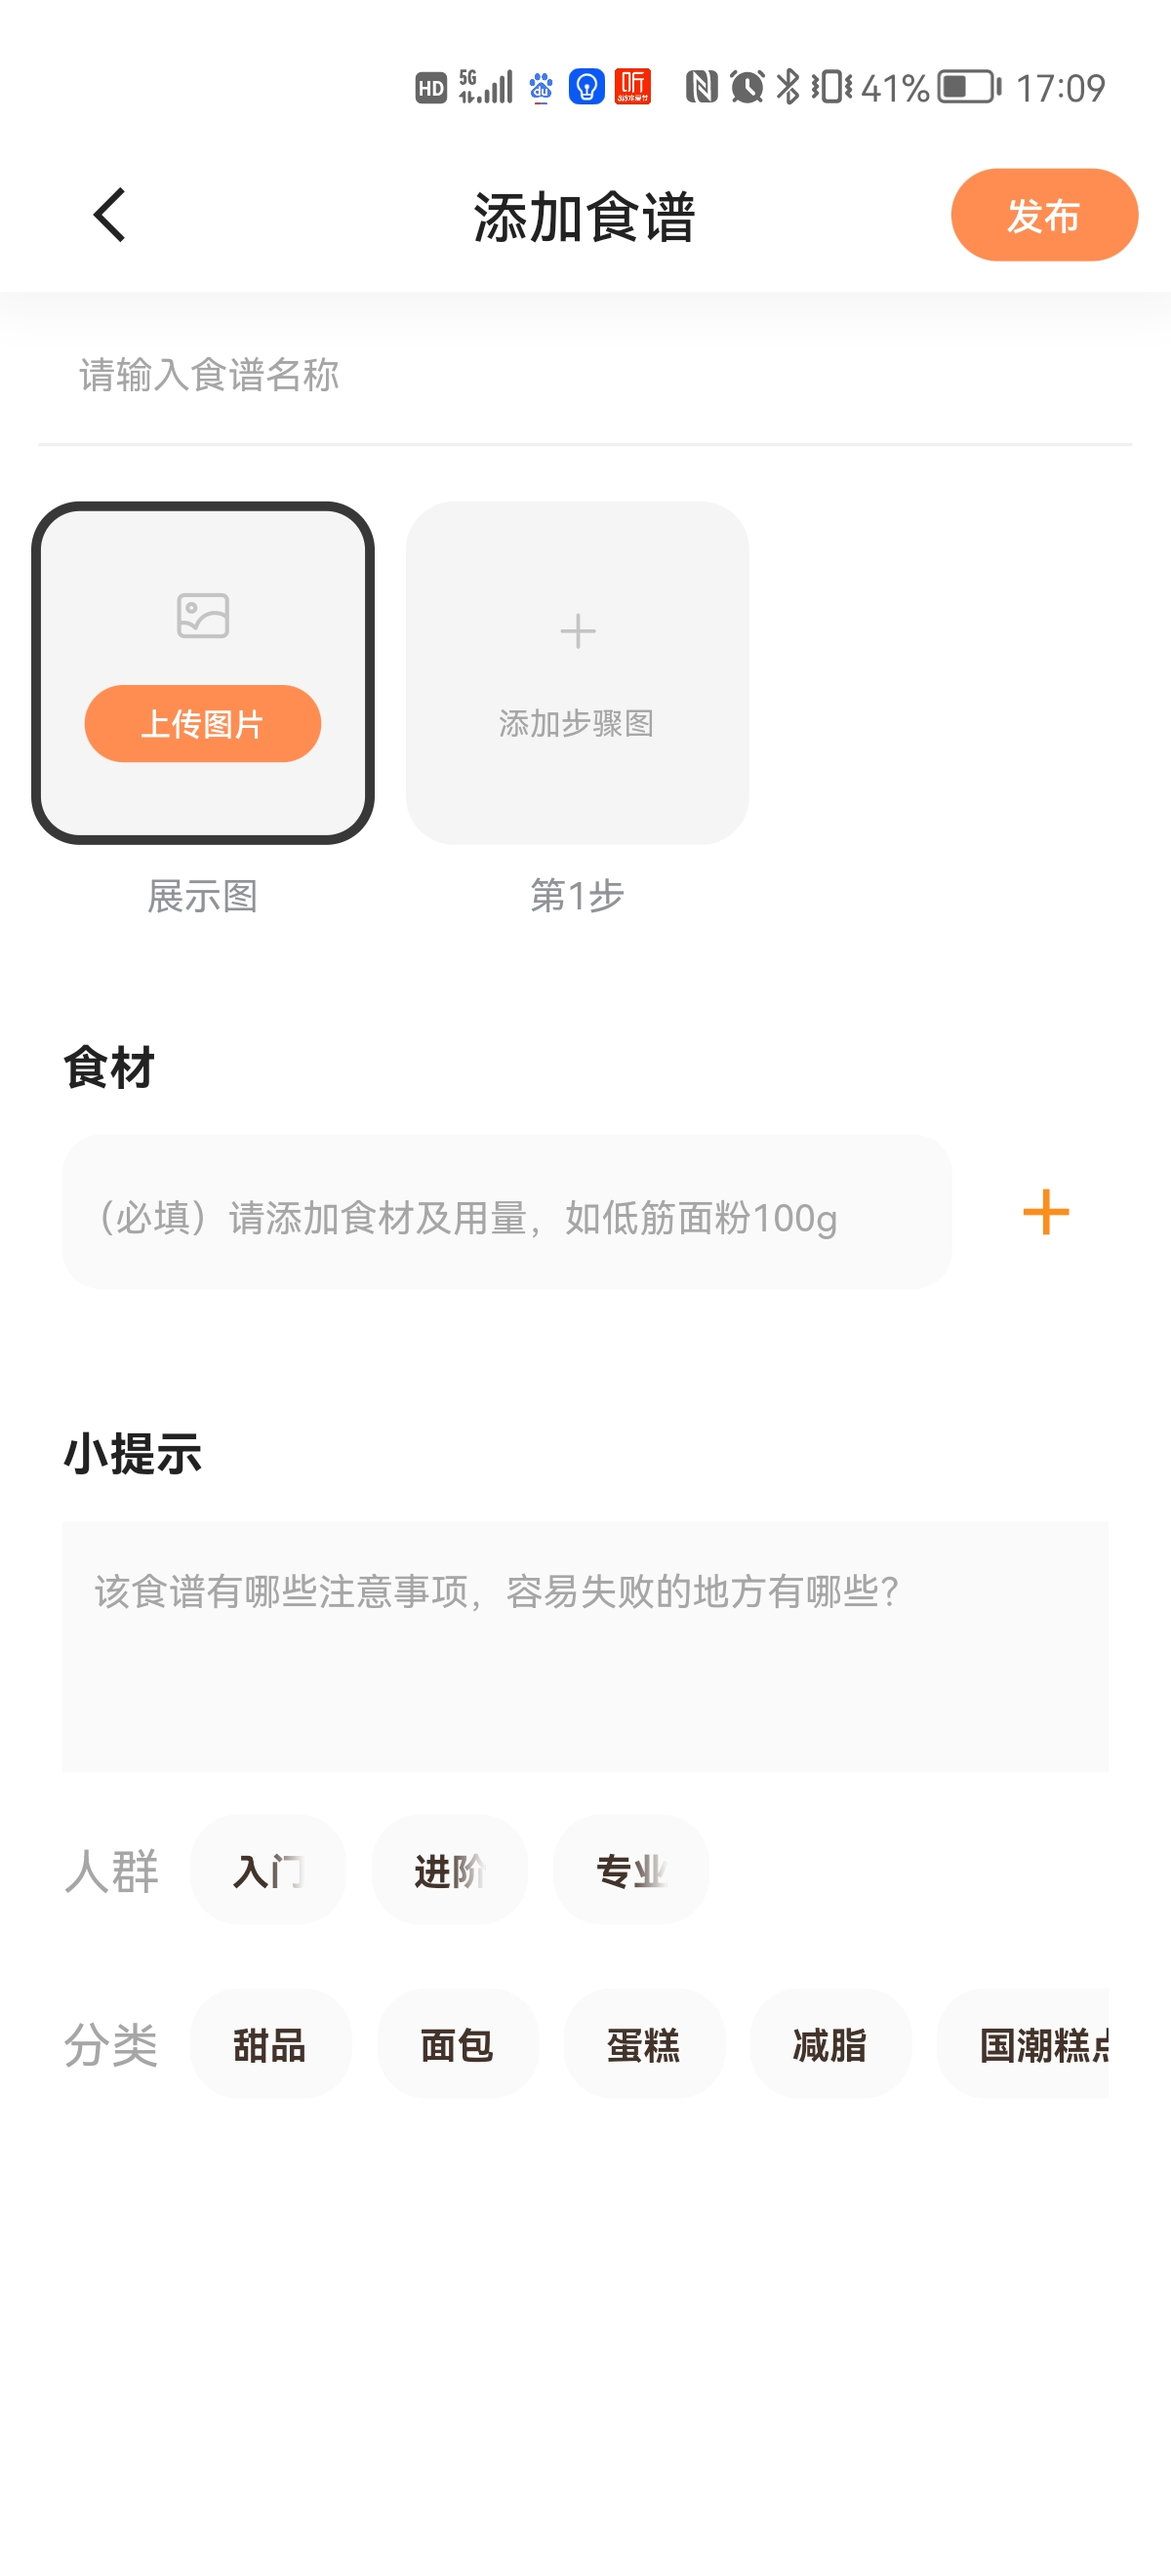 HD 5G 41% 17:09
添加食谱 发布
请输入食谱名称
上传图片 添加步骤图
展示图 第1步
食材
（必填）请添加食材及用量，如低筋面粉100g
小提示
该食谱有哪些注意事项，容易失败的地方有哪些？
人群 入门 进阶 专业
分类 甜品 面包 蛋糕 减脂 国潮糕点